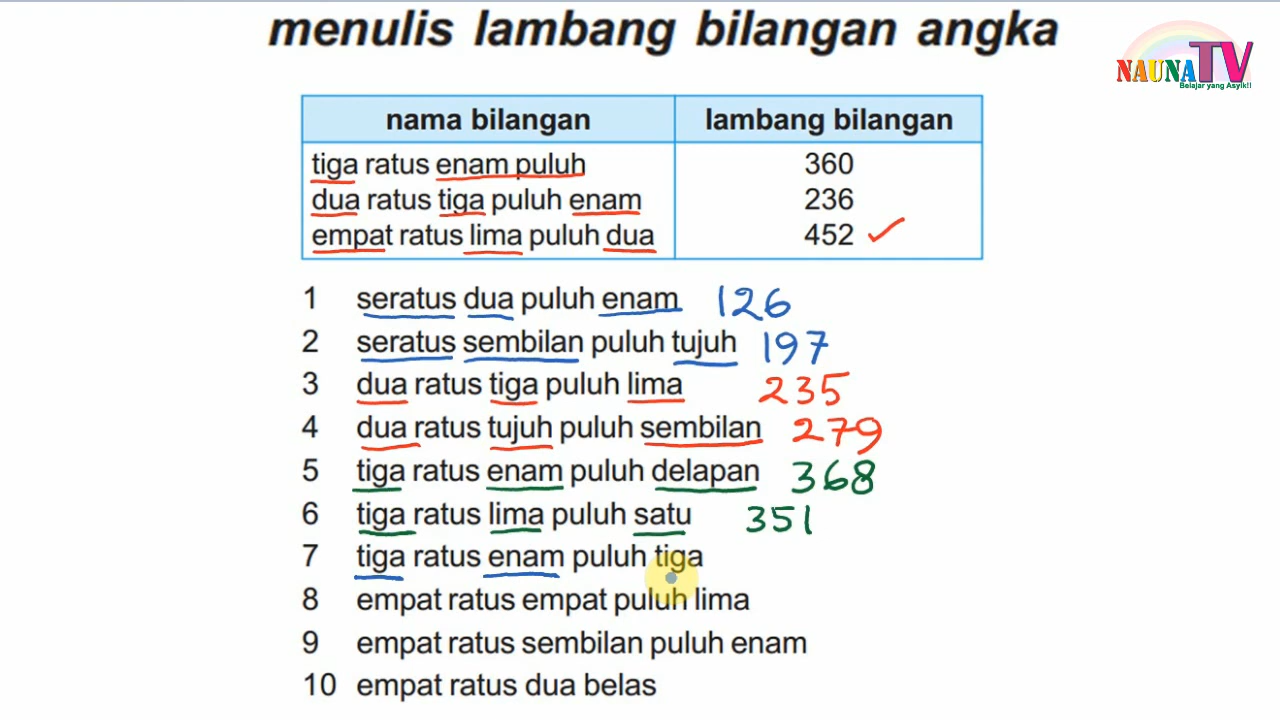 menulis lambang bilangan angka
NAUNA TV
Belajar yang Asyik!!
nama bilangan lambang bilangan
tiga ratus enam puluh 360
dua ratus tiga puluh enam 236
empat ratus lima puluh dua 452
1 seratus dua puluh enam 126
2 seratus sembilan puluh tujuh 197
3 dua ratus tiga puluh lima 235
4 dua ratus tujuh puluh sembilan 279
5 tiga ratus enam puluh delapan 368
6 tiga ratus lima puluh satu 351
7 tiga ratus enam puluh tiga
8 empat ratus empat puluh lima
9 empat ratus sembilan puluh enam
10 empat ratus dua belas